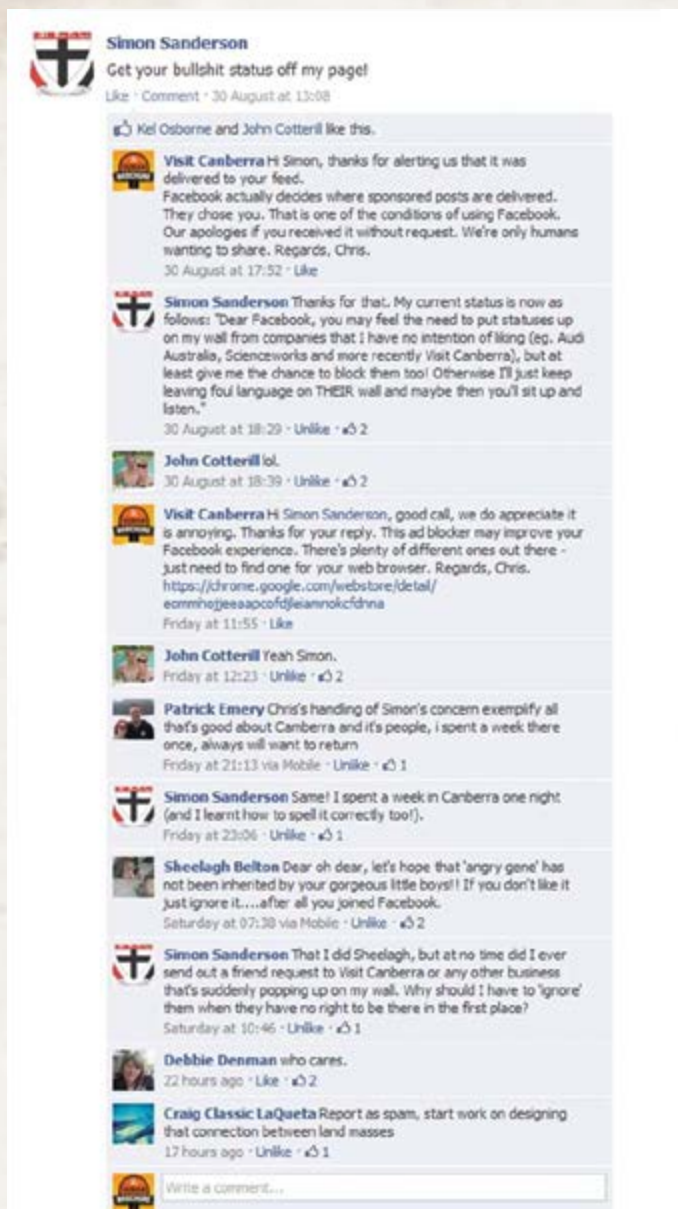 Simon Sanderson
Get your bullshit status off my page!
Like · Comment · 30 August at 13:08
Kel Osborne and John Cotterill like this.
Visit Canberra Hi Simon, thanks for alerting us that it was
delivered to your feed.
Facebook actually decides where sponsored posts are delivered.
They chose you. That is one of the conditions of using Facebook.
Our apologies if you received it without request. We're only humans
wanting to share. Regards, Chris.
30 August at 17:52 · Like
Simon Sanderson Thanks for that. My current status is now as
follows: "Dear Facebook, you may feel the need to put statuses up
on my wall from companies that I have no intention of liking (eg. Audi
Australia, Scienceworks and more recently Visit Canberra), but at
least give me the chance to block them too! Otherwise I'll just keep
leaving foul language on THEIR wall and maybe then you'll sit up and
listen."
30 August at 18:29 · Unlike · 2
John Cotterill lol.
30 August at 18:39 · Unlike · 2
Visit Canberra Hi Simon Sanderson, good call, we do appreciate it
is annoying. Thanks for your reply. This ad blocker may improve your
Facebook experience. There's plenty of different ones out there -
just need to find one for your web browser. Regards, Chris.
https://chrome.google.com/webstore/detail/
Friday at 11:55 · Like
John Cotterill Yeah Simon.
Friday at 12:23 · Unlike · 2
Patrick Emery Chris's handling of Simon's concern exemplify all
that's good about Camberra and it's people, i spent a week there
once, always will want to return
Friday at 21:13 via Mobile · Unlike · 1
Simon Sanderson Same! I spent a week in Canberra one night
(and I learnt how to spell it correctly too!).
Friday at 23:06 · Unlike · 1
Sheelagh Belton Dear oh dear, let's hope that 'angry gene' has
not been inherited by your gorgeous little boys!! If you don't like it
just ignore it....after all you joined Facebook.
Saturday at 07:38 via Mobile · Unlike · 2
Simon Sanderson That I did Sheelagh, but at no time did I ever
send out a friend request to Visit Canberra or any other business
that's suddenly popping up on my wall. Why should I have to 'ignore'
them when they have no right to be there in the first place?
Saturday at 10:46 · Unlike · 1
Debbie Denman who cares.
22 hours ago · Like · 2
Craig Classic LaQueta Report as spam, start work on designing
that connection between land masses
17 hours ago · Unlike · 1
Write a comment...